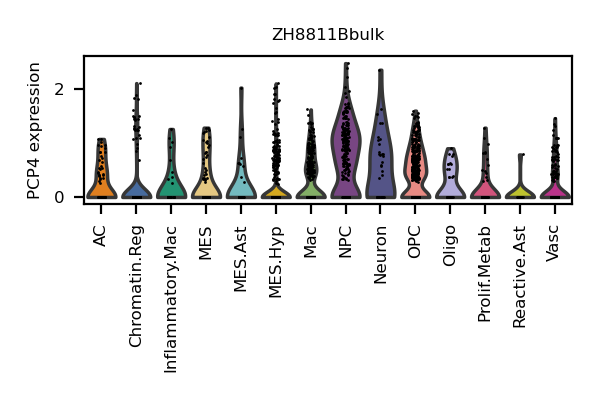 ZH8811Bbulk
PCP4 expression
2
0
AC
Chromatin.Reg
Inflammatory.Mac
MES
MES.Ast
MES.Hyp
Mac
NPC
Neuron
OPC
Oligo
Prolif.Metab
Reactive.Ast
Vasc